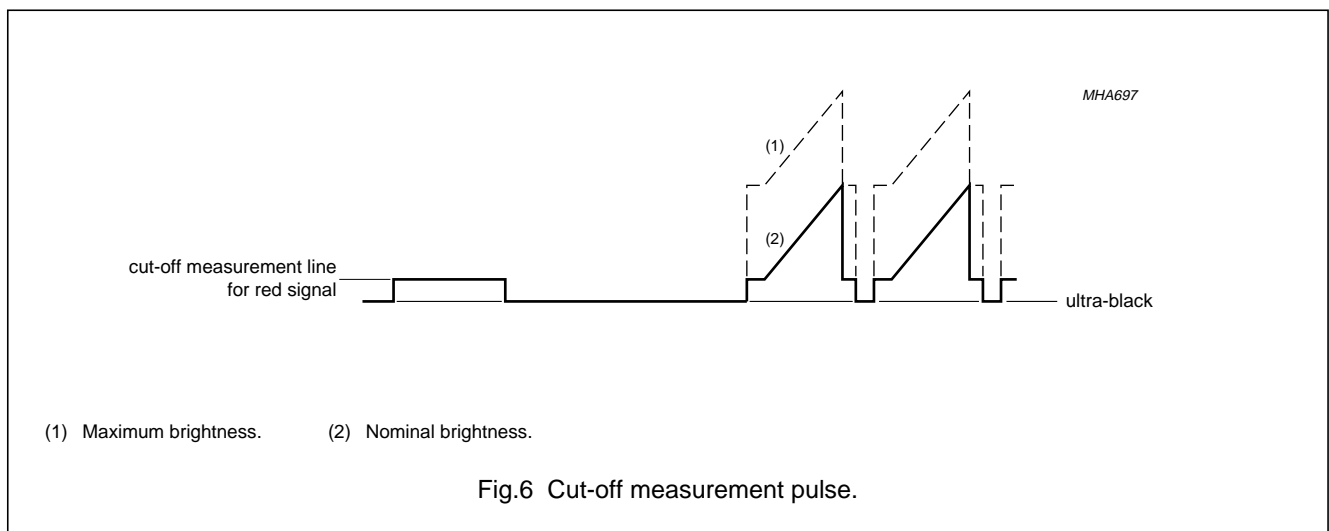 MHA697
(1)
(2)
cut-off measurement line
for red signal
ultra-black
(1) Maximum brightness.
(2) Nominal brightness.
Fig.6 Cut-off measurement pulse.